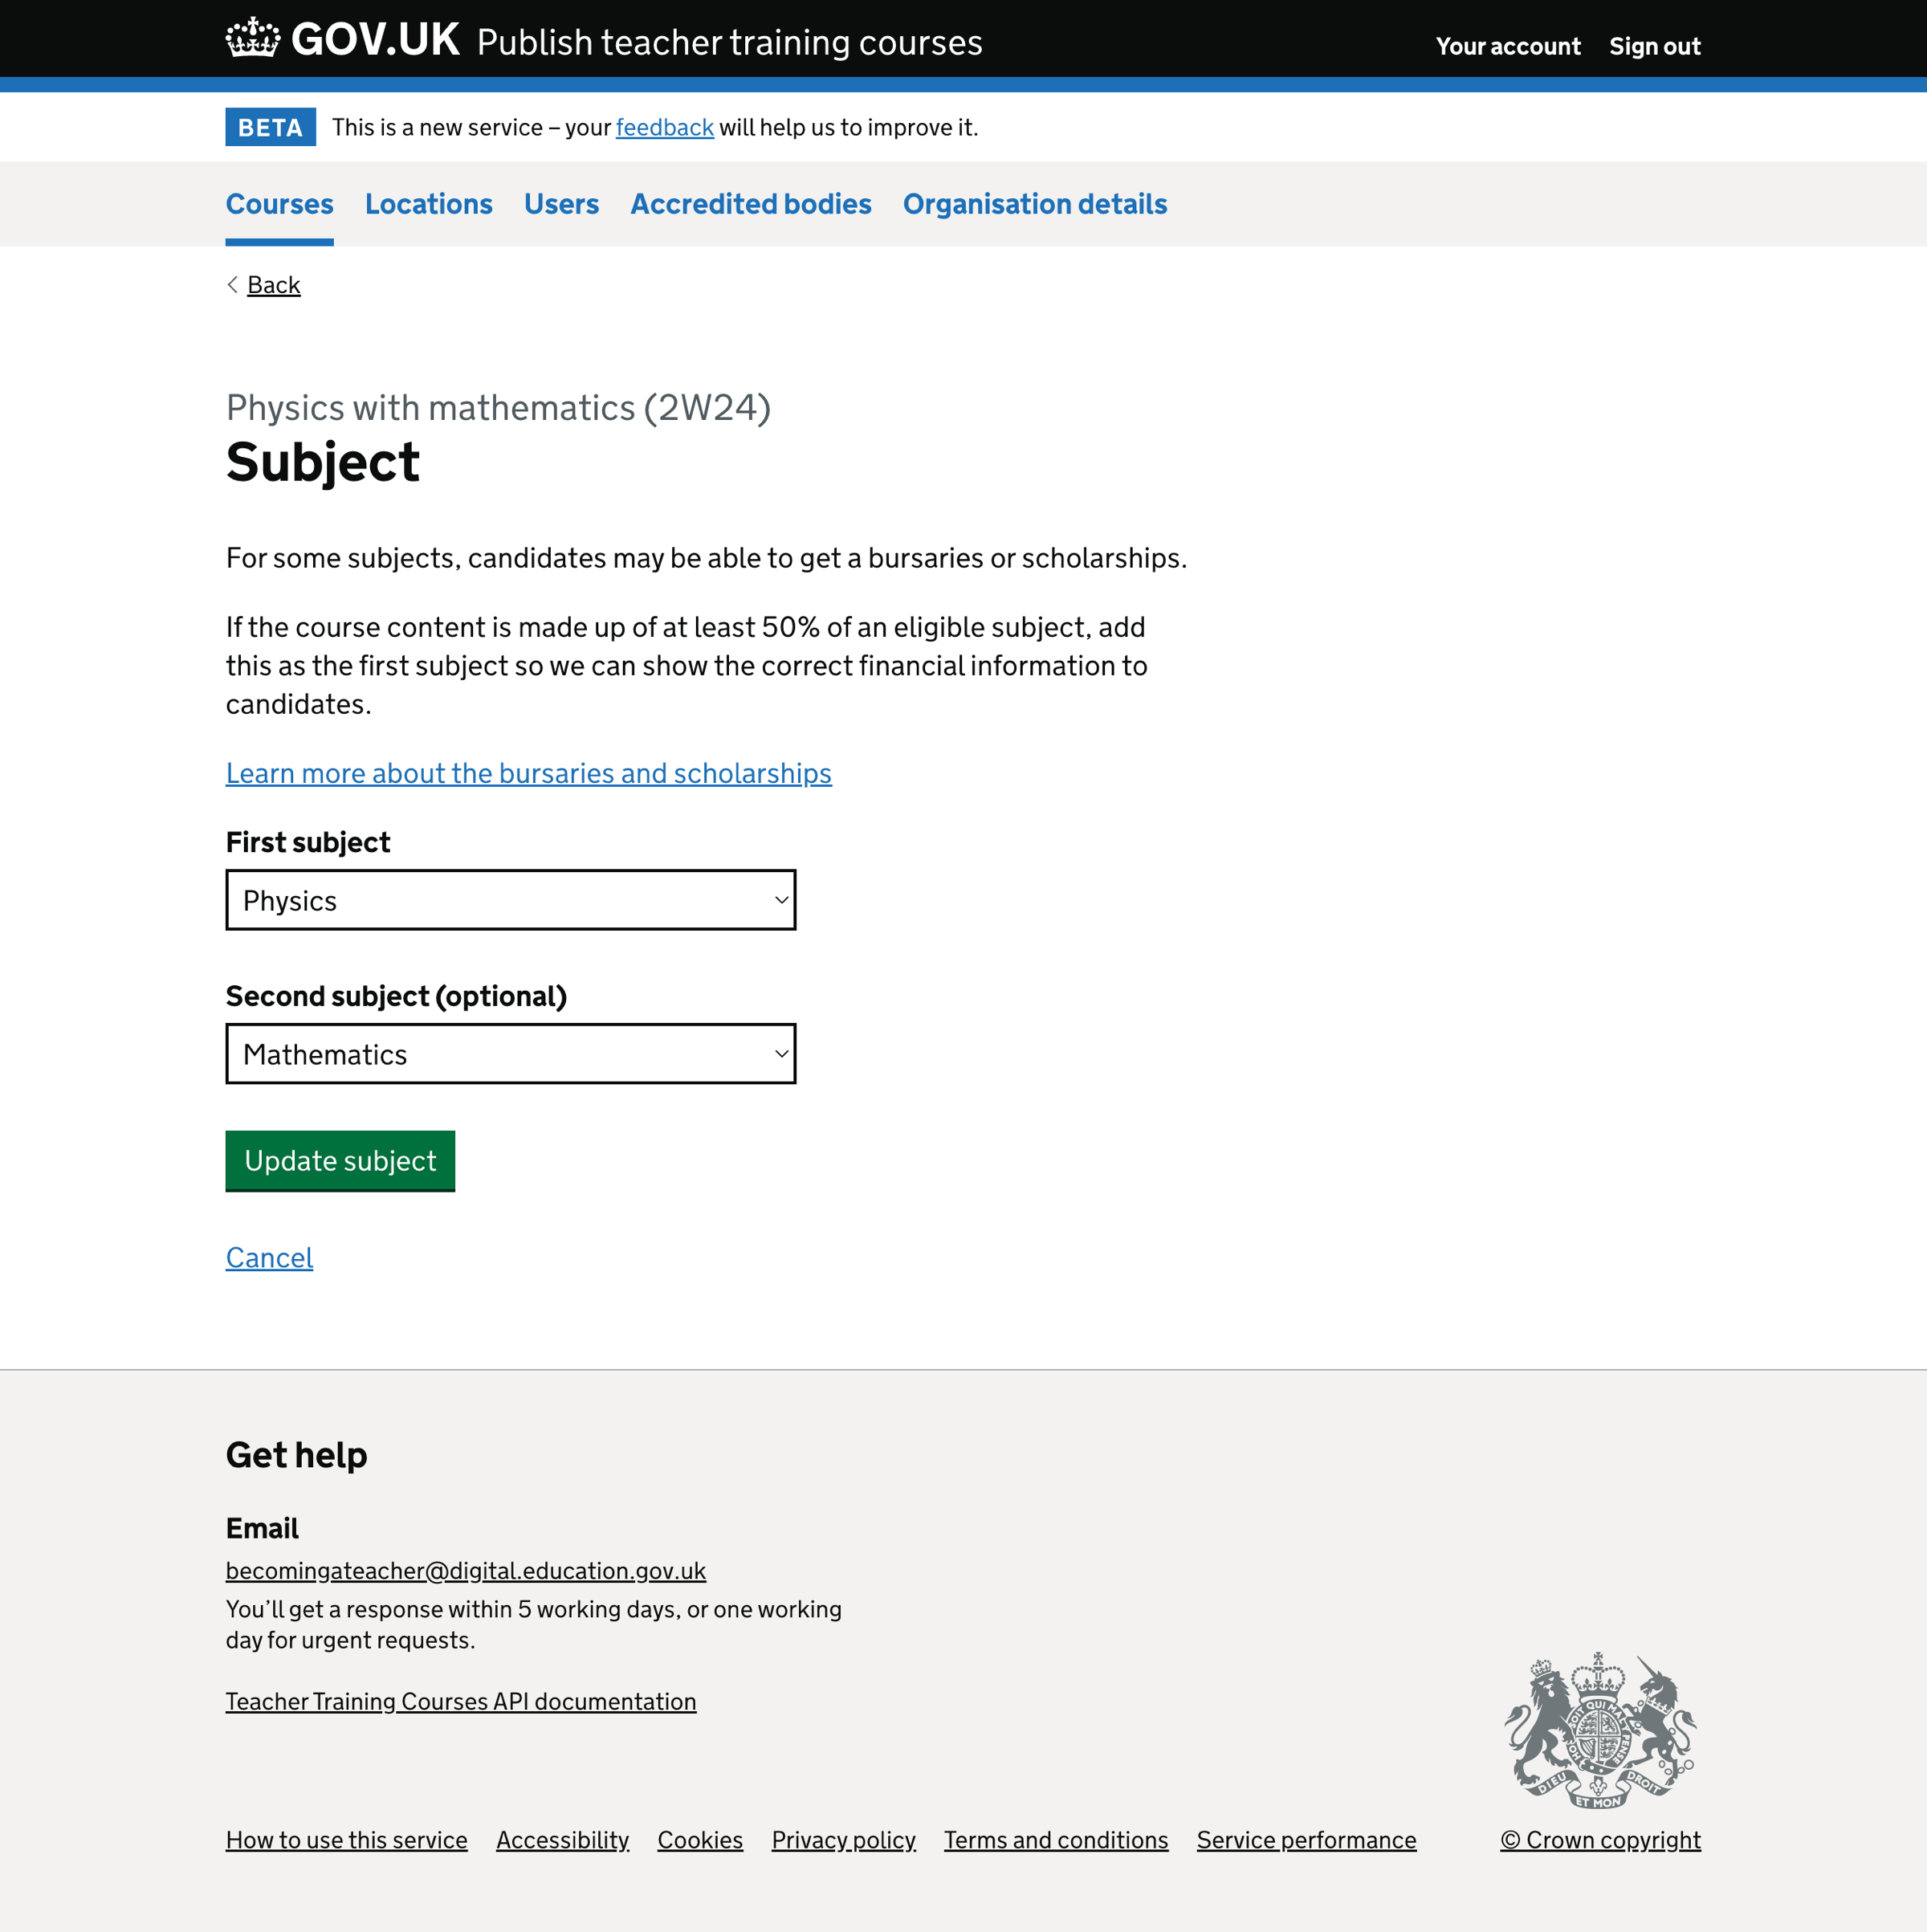 GOV.UK Publish teacher training courses
Your account Sign out
BETA This is a new service – your feedback will help us to improve it.
Courses Locations Users Accredited bodies Organisation details
Back
Physics with mathematics (2W24)
Subject
For some subjects, candidates may be able to get a bursaries or scholarships.
If the course content is made up of at least 50% of an eligible subject, add
this as the first subject so we can show the correct financial information to
candidates.
Learn more about the bursaries and scholarships
First subject
Physics
Second subject (optional)
Mathematics
Update subject
Cancel
Get help
Email
becomingateacher@digital.education.gov.uk
You’ll get a response within 5 working days, or one working
day for urgent requests.
Teacher Training Courses API documentation
DIEU ET MON DROIT
How to use this service Accessibility Cookies Privacy policy Terms and conditions Service performance
© Crown copyright